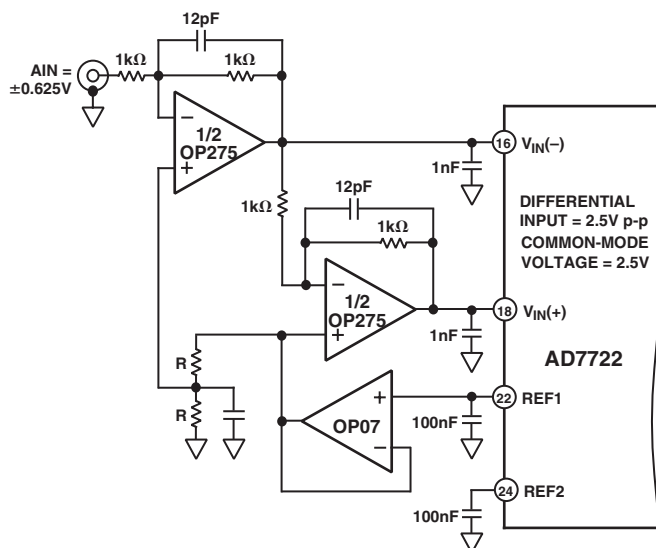 12pF
AIN =
±0.625V
1kΩ
1kΩ
–
1/2
OP275
+
16
VIN(–)
1nF
1kΩ
12pF
1kΩ
DIFFERENTIAL
INPUT = 2.5V p-p
COMMON-MODE
VOLTAGE = 2.5V
–
1/2
OP275
+
18
VIN(+)
1nF
AD7722
R
R
+
OP07
–
22
REF1
100nF
24
REF2
100nF